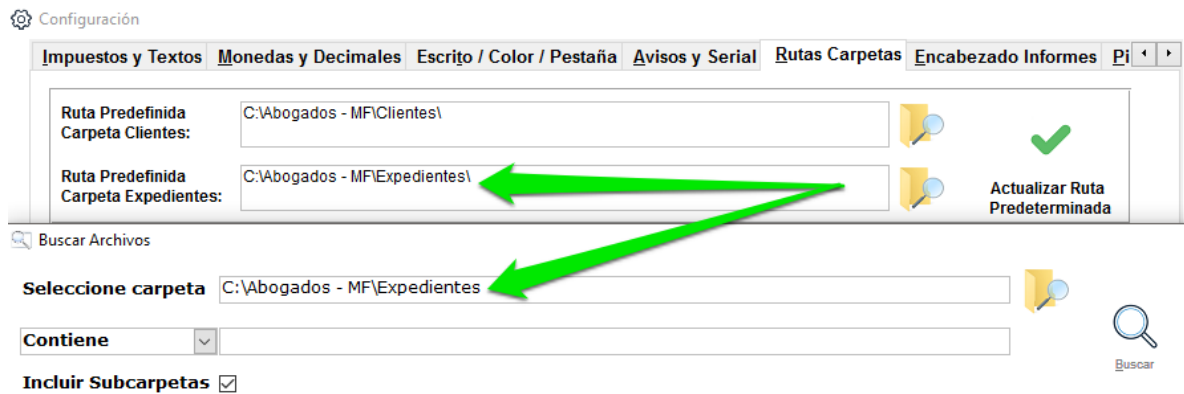 Configuración
Impuestos y Textos Monedas y Decimales Escrito / Color / Pestaña Avisos y Serial Rutas Carpetas Encabezado Informes Pi
Ruta Predefinida
Carpeta Clientes:
C:\Abogados - MF\Clientes\
Ruta Predefinida
Carpeta Expedientes:
C:\Abogados - MF\Expedientes\
Actualizar Ruta
Predeterminada
Buscar Archivos
Seleccione carpeta C:\Abogados - MF\Expedientes
Contiene
Buscar
Incluir Subcarpetas